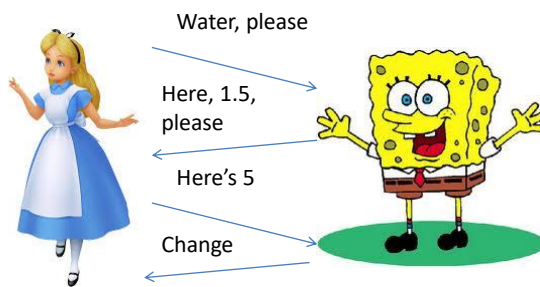 Water, please
Here, 1.5,
please
Here’s 5
Change